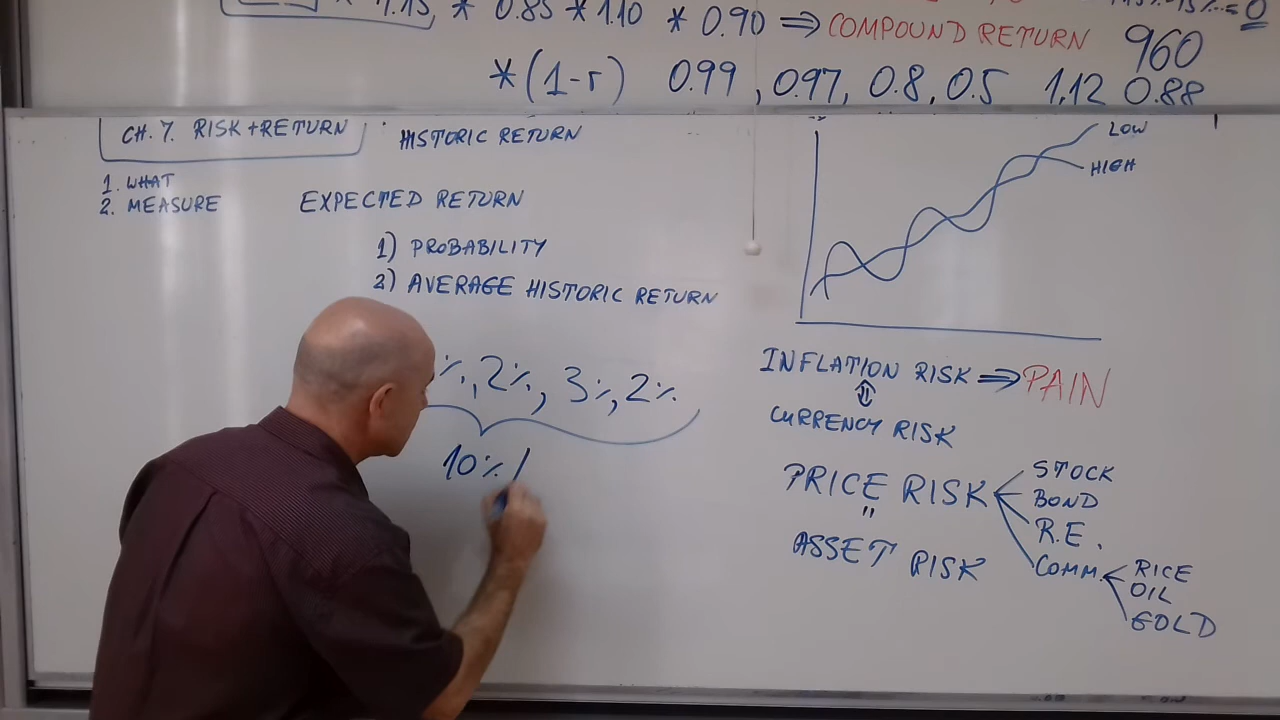 * 1.15, * 0.85 * 1.10 * 0.90 ⇒ COMPOUND RETURN 960
*(1-r) 0.99, 0.97, 0.8, 0.5 1,12 0.88
CH. 7. RISK + RETURN
HISTORIC RETURN
1. WHAT
2. MEASURE
EXPECTED RETURN
1) PROBABILITY
2) AVERAGE HISTORIC RETURN
%, 2%, 3%, 2%
10% /
LOW
HIGH
INFLATION RISK ⇒ PAIN
CURRENCY RISK
PRICE RISK
STOCK
BOND
R.E.
COMM.
RICE
OIL
GOLD
"
ASSET RISK